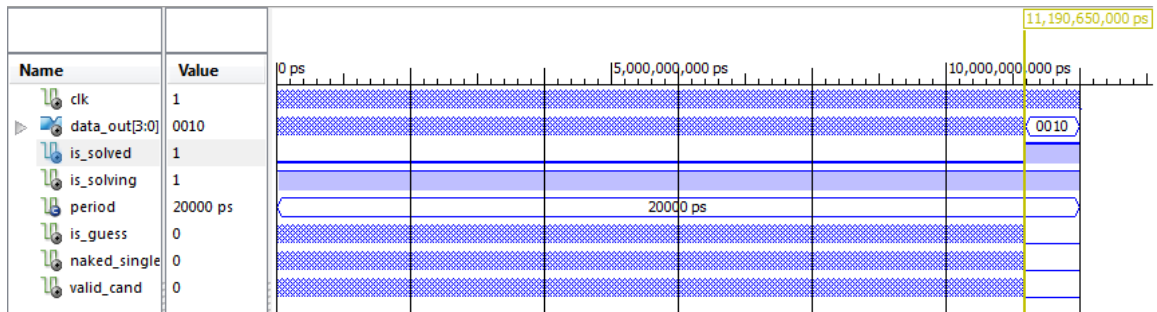 11,190,650,000 ps
Name Value |0 ps |5,000,000,000 ps |10,000,000,000 ps
clk 1
data_out[3:0] 0010 0010
is_solved 1
is_solving 1
period 20000 ps 20000 ps
is_guess 0
naked_single 0
valid_cand 0